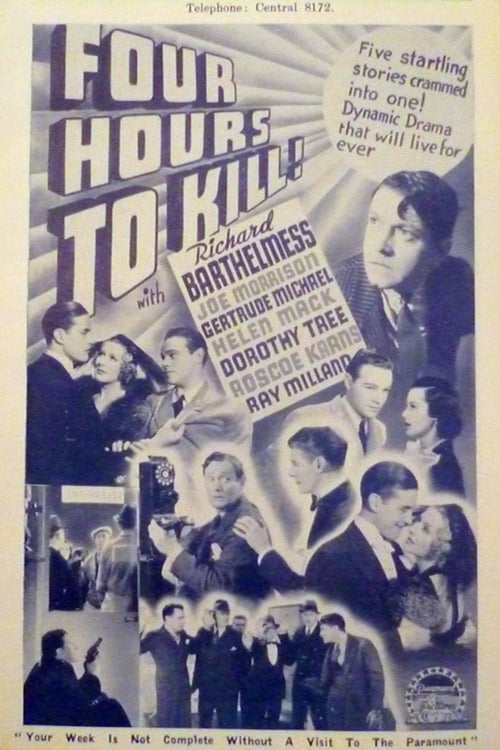 Telephone: Central 8172.
FOUR
HOURS
TO KILL!
Five startling
stories crammed
into one!
Dynamic Drama
that will live for
ever
with
Richard
BARTHELMESS
JOE MORRISON
GERTRUDE MICHAEL
HELEN MACK
DOROTHY TREE
ROSCOE KARNS
RAY MILLAND
Paramount
Pictures
"Your Week Is Not Complete Without A Visit To The Paramount"